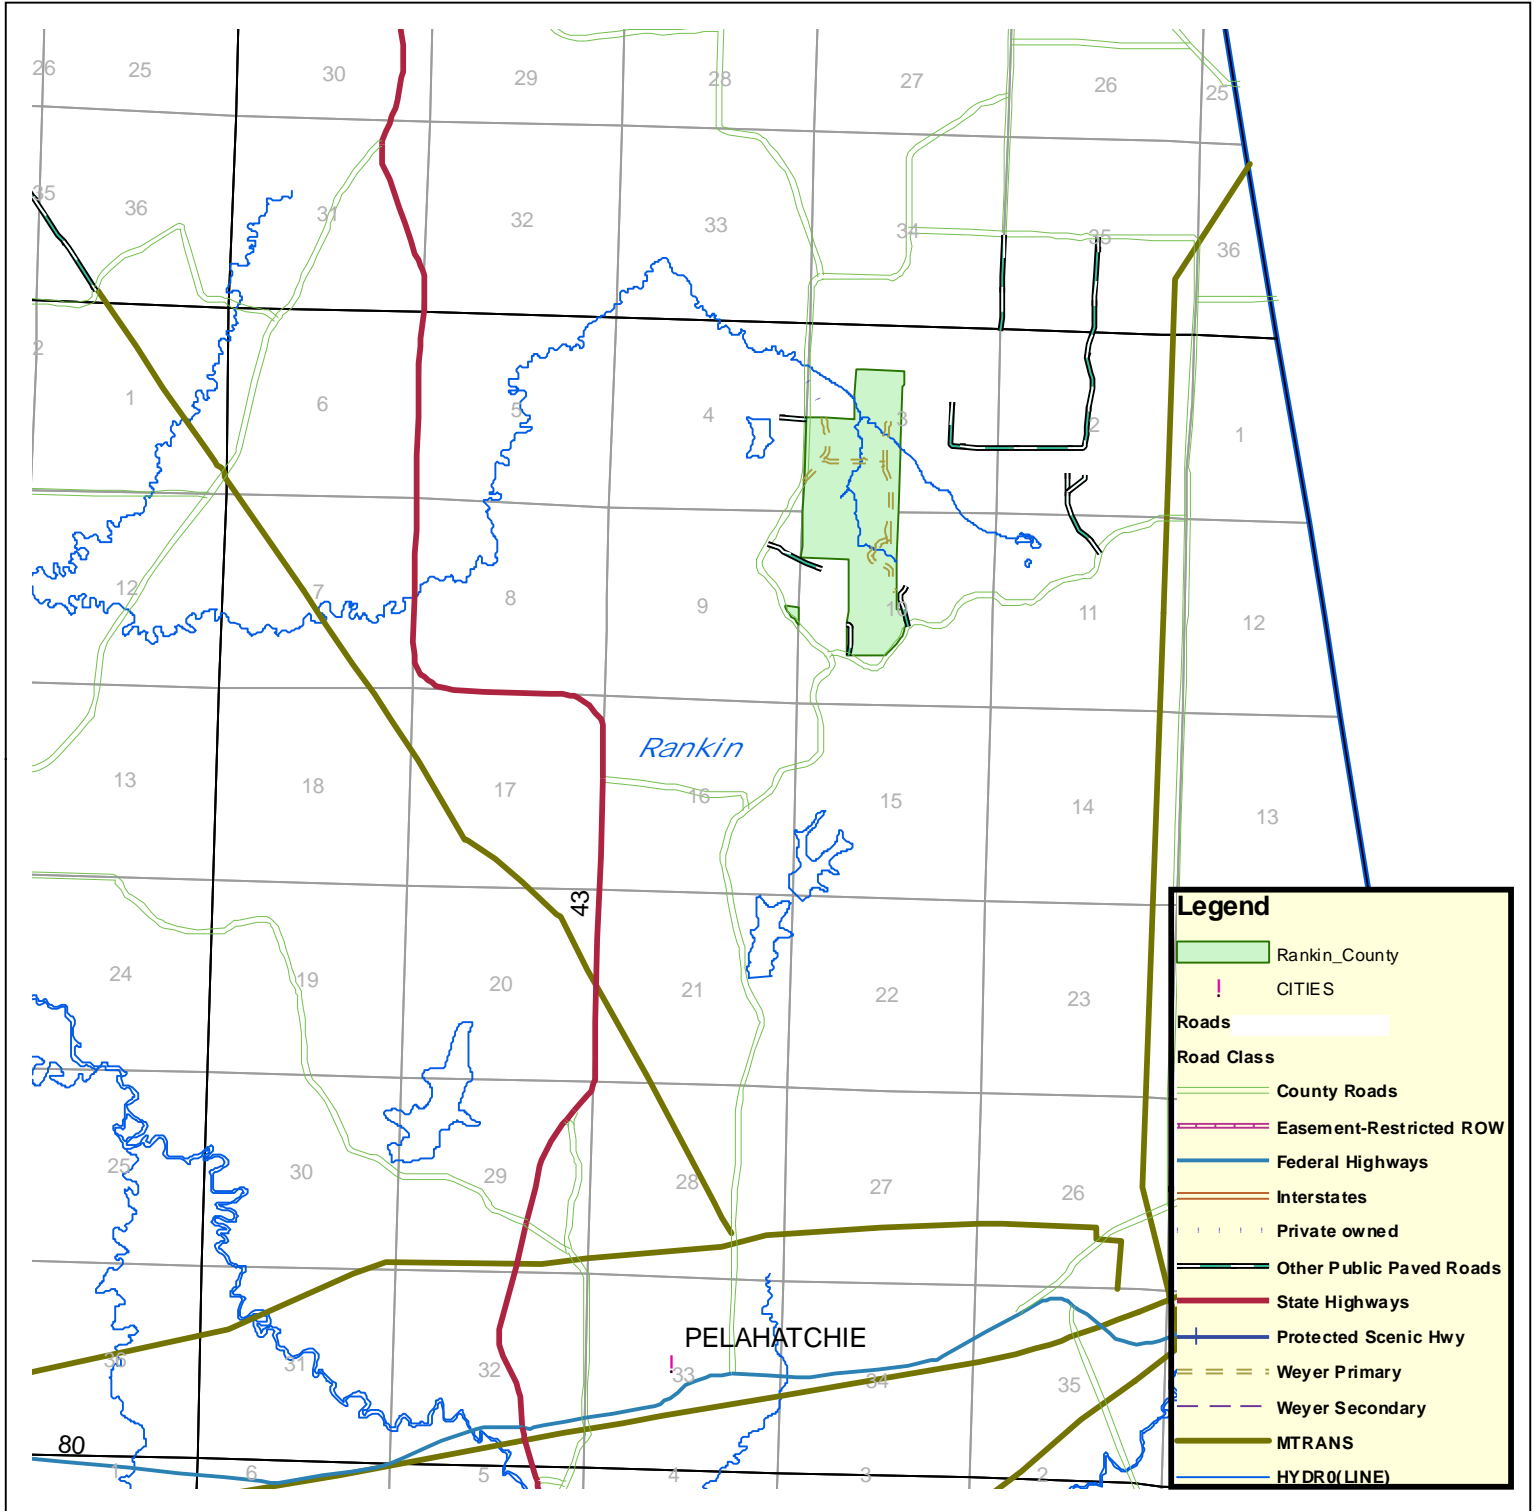 26 25 30 29 28 27 26 25
35 36 31 32 33 34 35 36
2 1 6 5 4 3 2 1
12 7 8 9 10 11 12
Rankin
13 18 17 16 15 14 13
43
24 19 20 21 22 23
25 30 29 28 27 26
PELAHATCHIE
36 31 32 ! 33 34 35
80
1 6 5 4 3 2
Legend
Rankin_County
! CITIES
Roads
Road Class
County Roads
Easement-Restricted ROW
Federal Highways
Interstates
Private owned
Other Public Paved Roads
State Highways
Protected Scenic Hwy
Weyer Primary
Weyer Secondary
MTRANS
HYDR0(LINE)